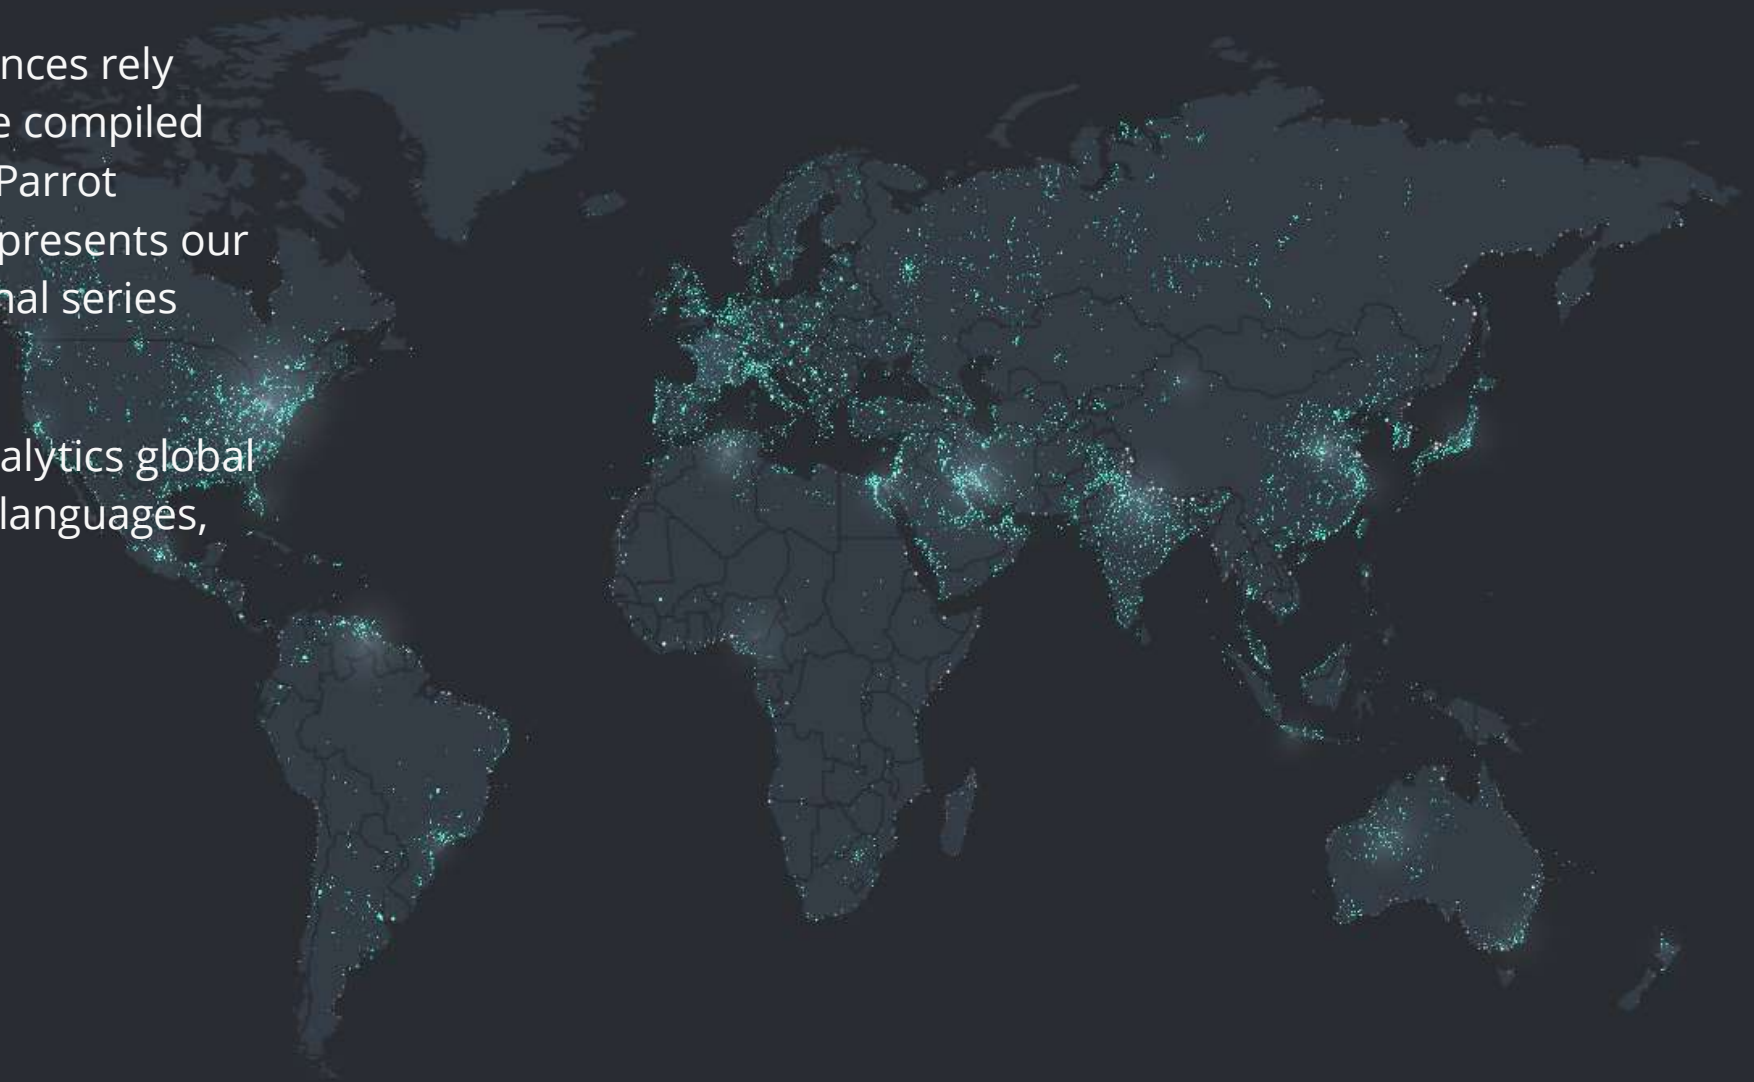 nces rely
e compiled
Parrot
presents our
nal series
alytics global
languages,